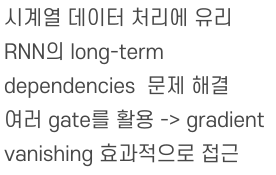 시계열 데이터 처리에 유리
RNN의 long-term
dependencies 문제 해결
여러 gate를 활용 -> gradient
vanishing 효과적으로 접근